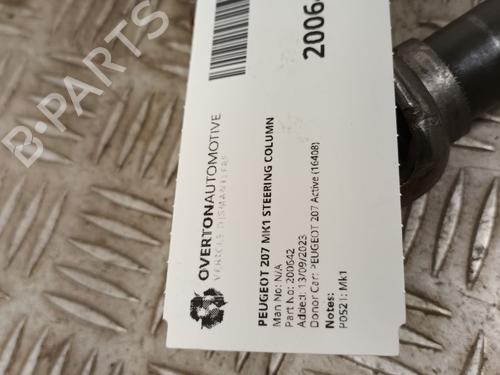 B-PARTS
2006
OVERTONAUTOMOTIVE
VEHICLE DISMANTLERS
PEUGEOT 207 MK1 STEERING COLUMN
Man No: N/A
Part No: 200642
Added: 13/09/2023
Donor Car: PEUGEOT 207 Active (16408)
Notes:
P0521: Mk1